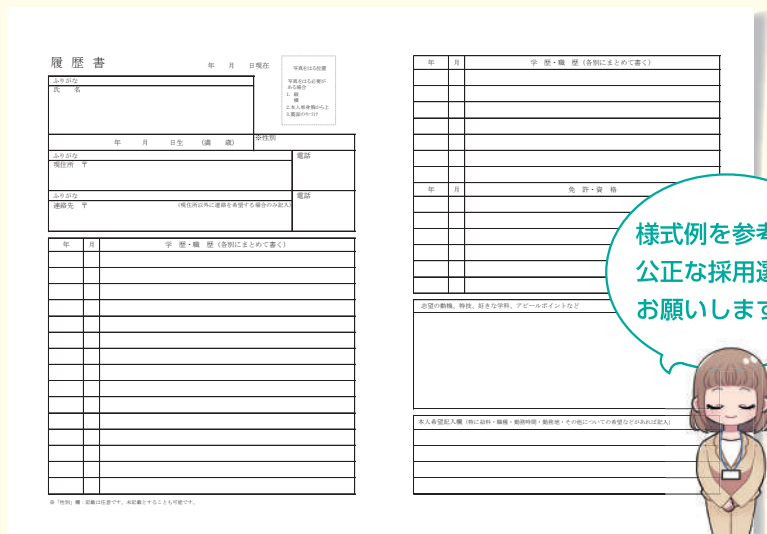 履歴書
年 月 日現在
写真をはる位置
写真をはる必要が
ある場合
1. 縦
横
2.本人単身胸から上
3.裏面のりづけ
ふりがな
氏 名
年 月 日生 (満 歳)
※性別
ふりがな
現住所 〒
電話
ふりがな
連絡先 〒
(現住所以外に連絡を希望する場合のみ記入)
電話
年 月 学 歴・職 歴 (各別にまとめて書く)
※「性別」欄:記載は任意です。未記載とすることも可能です。
年 月 学 歴・職 歴 (各別にまとめて書く)
年 月 免 許・資 格
志望の動機、特技、好きな学科、アピールポイントなど
本人希望記入欄 (特に給料・職種・勤務時間・勤務地・その他についての希望などがあれば記入)
様式例を参考
公正な採用選
お願いします